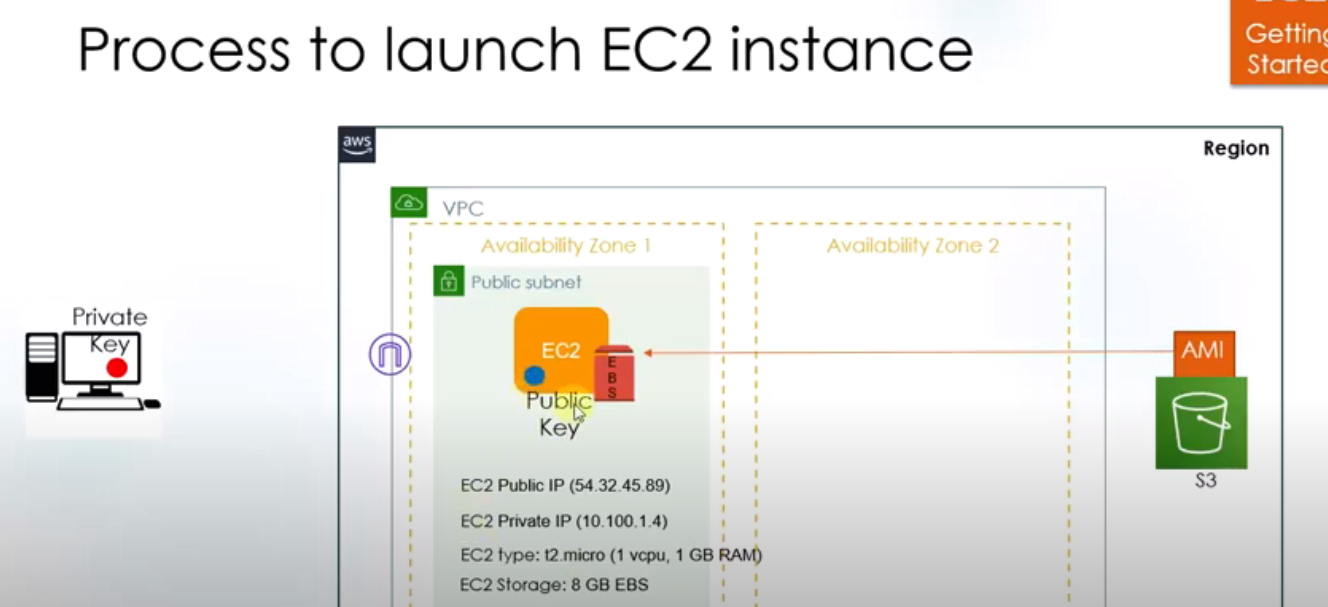 Process to launch EC2 instance
Getting
Started
aws
Region
VPC
Availability Zone 1
Availability Zone 2
Public subnet
Private
Key
EC2
E
B
S
AMI
Public
Key
S3
EC2 Public IP (54.32.45.89)
EC2 Private IP (10.100.1.4)
EC2 type: t2.micro (1 vcpu, 1 GB RAM)
EC2 Storage: 8 GB EBS